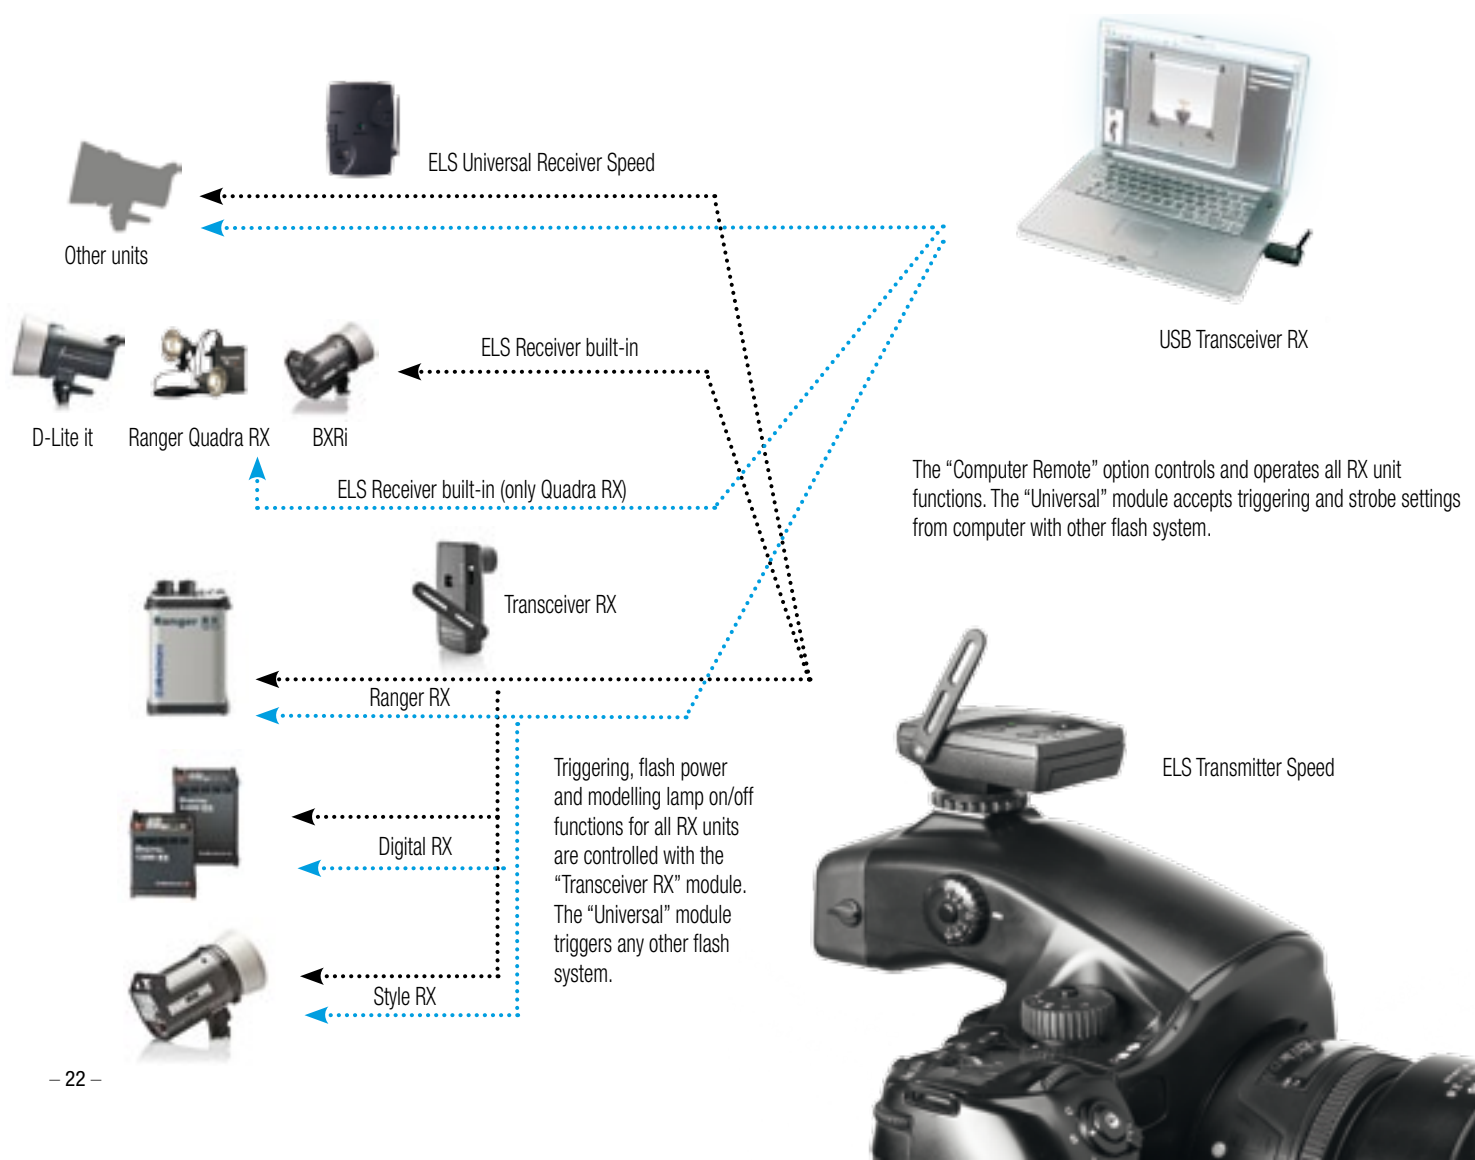 ELS Universal Receiver Speed
Other units
USB Transceiver RX
ELS Receiver built-in
D-Lite it
Ranger Quadra RX
BXRi
ELS Receiver built-in (only Quadra RX)
The “Computer Remote” option controls and operates all RX unit
functions. The “Universal” module accepts triggering and strobe settings
from computer with other flash system.
Transceiver RX
Ranger RX
Ranger RX
ELS Transmitter Speed
Triggering, flash power
and modelling lamp on/off
functions for all RX units
are controlled with the
“Transceiver RX” module.
The “Universal” module
triggers any other flash
system.
Digital RX
Style RX
– 22 –